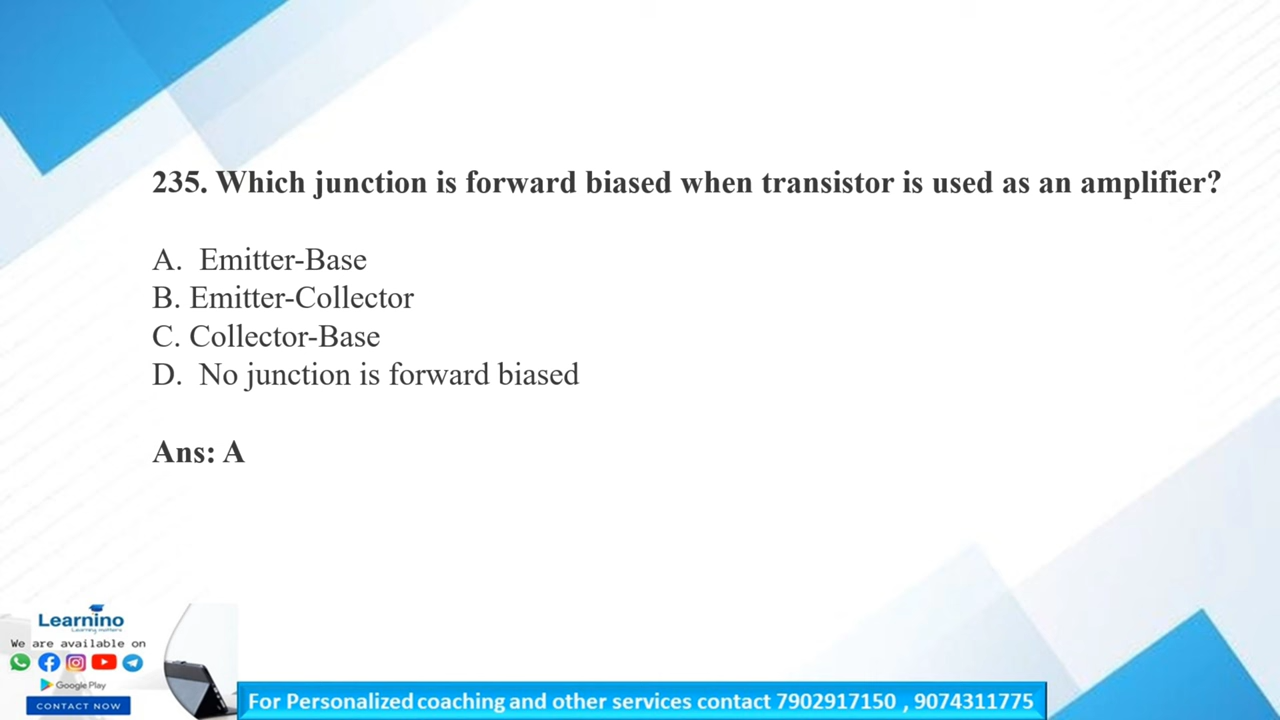 235. Which junction is forward biased when transistor is used as an amplifier?
A. Emitter-Base
B. Emitter-Collector
C. Collector-Base
D. No junction is forward biased
Ans: A
Learnino
Learning matters
We are available on
Google Play
CONTACT NOW
For Personalized coaching and other services contact 7902917150 , 9074311775